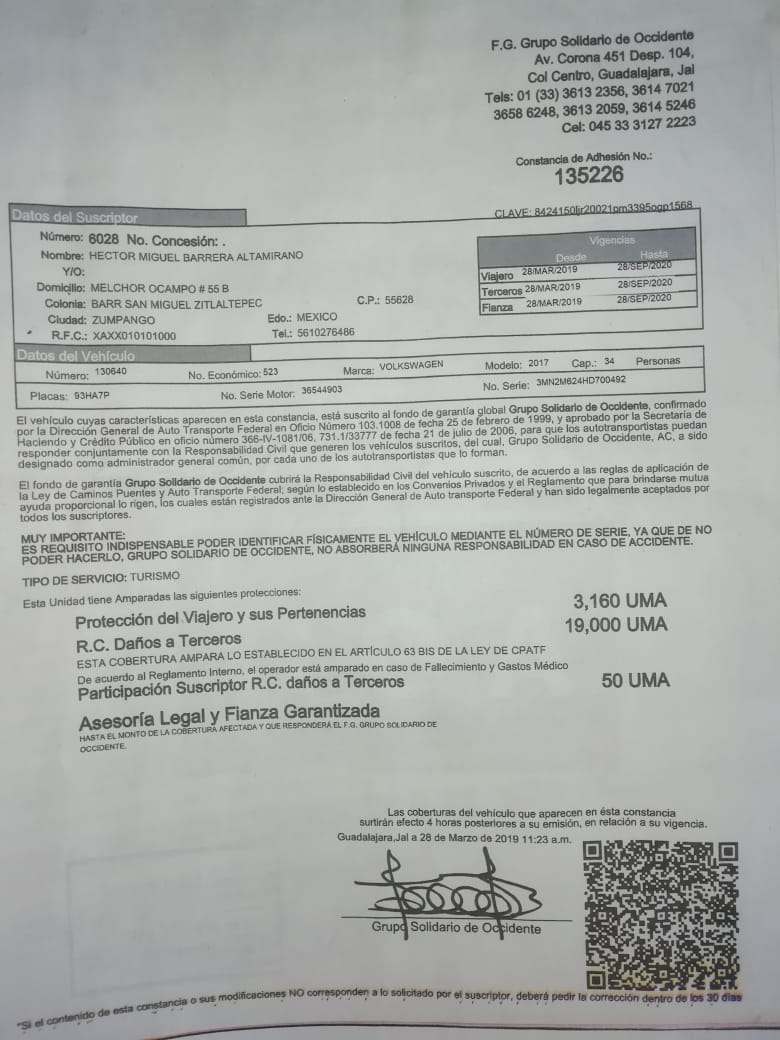 F.G. Grupo Solidario de Occidente
Av. Corona 451 Desp. 104,
Col Centro, Guadalajara, Jal
Tels: 01 (33) 3613 2356, 3614 7021
3658 6248, 3613 2059, 3614 5246
Cel: 045 33 3127 2223
Constancia de Adhesión No.:
135226
CLAVE: 8424150ljr20021pm3395ogp1568
Datos del Suscriptor
Número: 6028 No. Concesión: .
Nombre: HECTOR MIGUEL BARRERA ALTAMIRANO
Y/O:
Domicilio: MELCHOR OCAMPO # 55 B
Colonia: BARR SAN MIGUEL ZITLALTEPEC C.P.: 55628
Ciudad: ZUMPANGO Edo.: MEXICO
R.F.C.: XAXX010101000 Tel.: 5610276486
Vigencias
Desde Hasta
Viajero 28/MAR/2019 28/SEP/2020
Terceros 28/MAR/2019 28/SEP/2020
Fianza 28/MAR/2019 28/SEP/2020
Datos del Vehículo
Número: 130640 No. Económico: 523 Marca: VOLKSWAGEN Modelo: 2017 Cap.: 34 Personas
Placas: 93HA7P No. Serie Motor: 36544903 No. Serie: 3MN2M624HD700492
El vehículo cuyas características aparecen en esta constancia, está suscrito al fondo de garantía global Grupo Solidario de Occidente, confirmado
por la Dirección General de Auto Transporte Federal en Oficio Número 103.1008 de fecha 25 de febrero de 1999, y aprobado por la Secretaría de
Haciendo y Crédito Público en oficio número 366-IV-1081/06, 731.1/33777 de fecha 21 de julio de 2006, para que los autotransportistas puedan
responder conjuntamente con la Responsabilidad Civil que generen los vehículos suscritos, del cual, Grupo Solidario de Occidente, AC, a sido
designado como administrador general común, por cada uno de los autotransportistas que lo forman.
El fondo de garantía Grupo Solidario de Occidente cubrirá la Responsabilidad Civil del vehículo suscrito, de acuerdo a las reglas de aplicación de
la Ley de Caminos Puentes y Auto Transporte Federal; según lo establecido en los Convenios Privados y el Reglamento que para brindarse mutua
ayuda proporcional lo rigen, los cuales están registrados ante la Dirección General de Auto transporte Federal y han sido legalmente aceptados por
todos los suscriptores.
MUY IMPORTANTE:
ES REQUISITO INDISPENSABLE PODER IDENTIFICAR FÍSICAMENTE EL VEHÍCULO MEDIANTE EL NÚMERO DE SERIE, YA QUE DE NO
PODER HACERLO, GRUPO SOLIDARIO DE OCCIDENTE, NO ABSORBERÁ NINGUNA RESPONSABILIDAD EN CASO DE ACCIDENTE.
TIPO DE SERVICIO: TURISMO
Esta Unidad tiene Amparadas las siguientes protecciones:
Protección del Viajero y sus Pertenencias 3,160 UMA
R.C. Daños a Terceros 19,000 UMA
ESTA COBERTURA AMPARA LO ESTABLECIDO EN EL ARTÍCULO 63 BIS DE LA LEY DE CPATF
De acuerdo al Reglamento Interno, el operador está amparado en caso de Fallecimiento y Gastos Médico
Participación Suscriptor R.C. daños a Terceros 50 UMA
Asesoría Legal y Fianza Garantizada
HASTA EL MONTO DE LA COBERTURA AFECTADA Y QUE RESPONDERÁ EL F.G. GRUPO SOLIDARIO DE
OCCIDENTE.
Las coberturas del vehículo que aparecen en ésta constancia
surtirán efecto 4 horas posteriores a su emisión, en relación a su vigencia.
Guadalajara,Jal a 28 de Marzo de 2019 11:23 a.m.
Grupo Solidario de Occidente
*Si el contenido de esta constancia o sus modificaciones NO corresponden a lo solicitado por el suscriptor, deberá pedir la corrección dentro de los 30 días